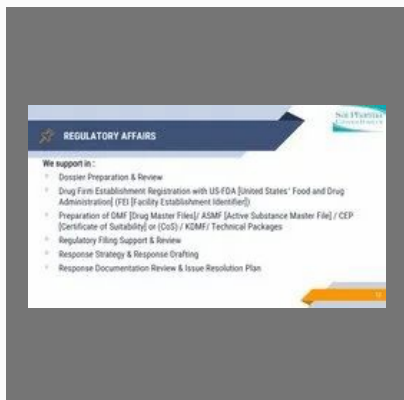 Sai Pharma
Consultancy
REGULATORY AFFAIRS
We support in :
Dossier Preparation & Review
Drug Firm Establishment Registration with US-FDA [United States' Food and Drug
Administration] (FEI [Facility Establishment Identifier])
Preparation of DMF [Drug Master Files]/ ASMF [Active Substance Master File] / CEP
[Certificate of Suitability] or (CoS) / KDMF/ Technical Packages
Regulatory Filing Support & Review
Response Strategy & Response Drafting
Response Documentation Review & Issue Resolution Plan